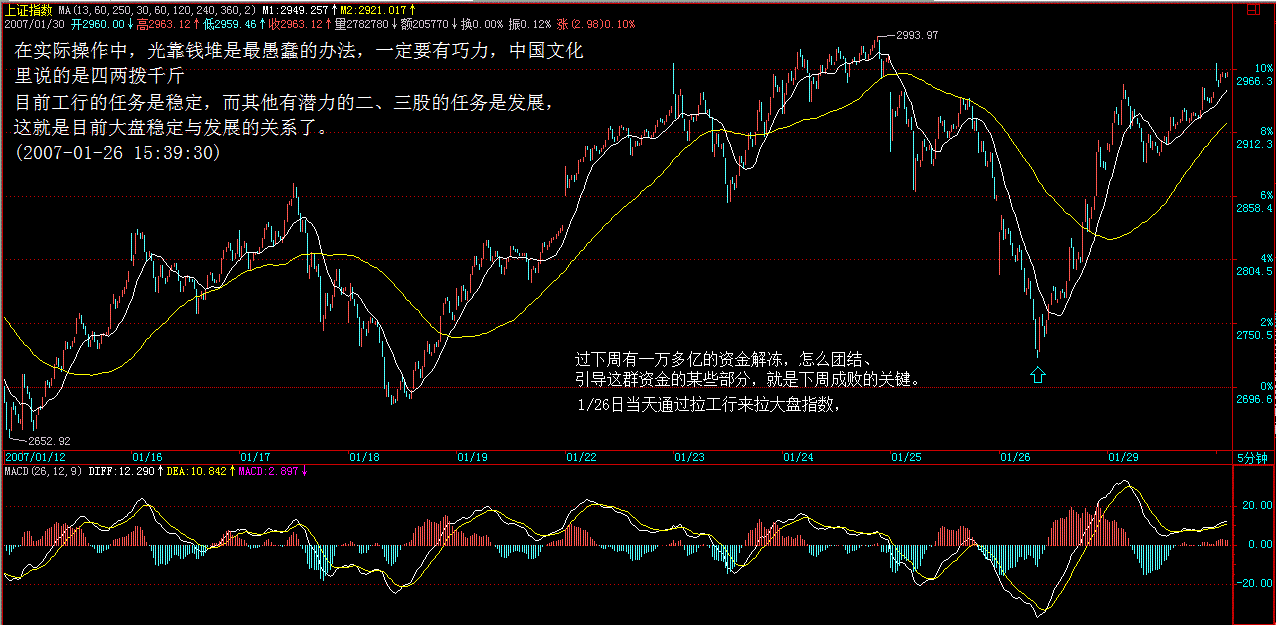 上证指数 MA(13,60,250,30,60,120,240,360,2) M1:2949.257↑ M2:2921.017↑
2007/01/30 开2960.00↓高2963.12↑低2959.46↑收2963.12↑量2782780↓额205770↓换0.00% 振0.12% 涨(2.98)0.10%
在实际操作中，光靠钱堆是最愚蠢的办法，一定要有巧力，中国文化
里说的是四两拨千斤
目前工行的任务是稳定，而其他有潜力的二、三股的任务是发展，
这就是目前大盘稳定与发展的关系了。
(2007-01-26 15:39:30)
2993.97
10%
2966.3
8%
2912.3
6%
2858.4
4%
2804.5
2%
2750.5
0%
2696.6
过下周有一万多亿的资金解冻，怎么团结、
引导这群资金的某些部分，就是下周成败的关键。
1/26日当天通过拉工行来拉大盘指数，
2652.92
2007/01/12 01/16 01/17 01/18 01/19 01/22 01/23 01/24 01/25 01/26 01/29 5分钟
MACD(26,12,9) DIFF:12.290↑ DEA:10.842↑ MACD:2.897↓
20.00
0.00
-20.00